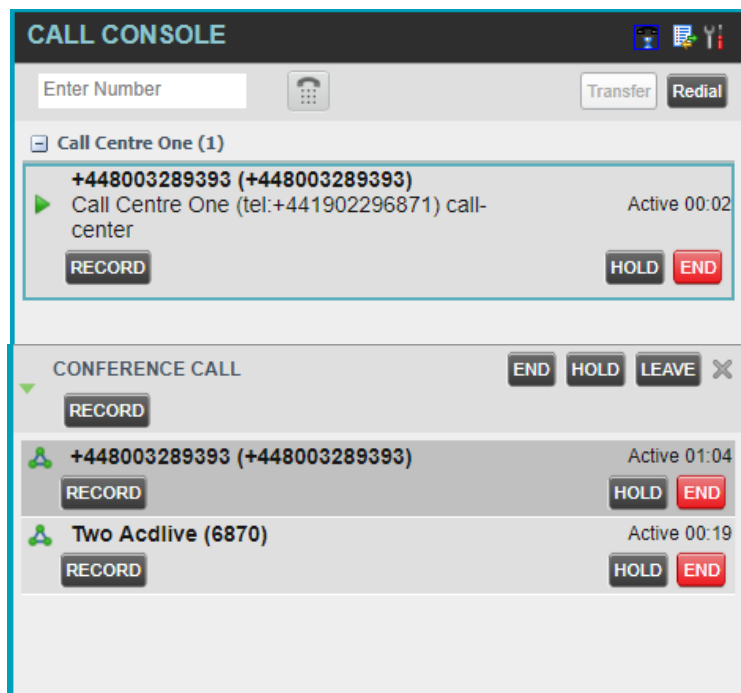 CALL CONSOLE
Enter Number
Transfer
Redial
Call Centre One (1)
+448003289393 (+448003289393)
Call Centre One (tel:+441902296871) call-
center
Active 00:02
RECORD
HOLD
END
CONFERENCE CALL
END
HOLD
LEAVE
RECORD
+448003289393 (+448003289393)
Active 01:04
RECORD
HOLD
END
Two Acdlive (6870)
Active 00:19
RECORD
HOLD
END